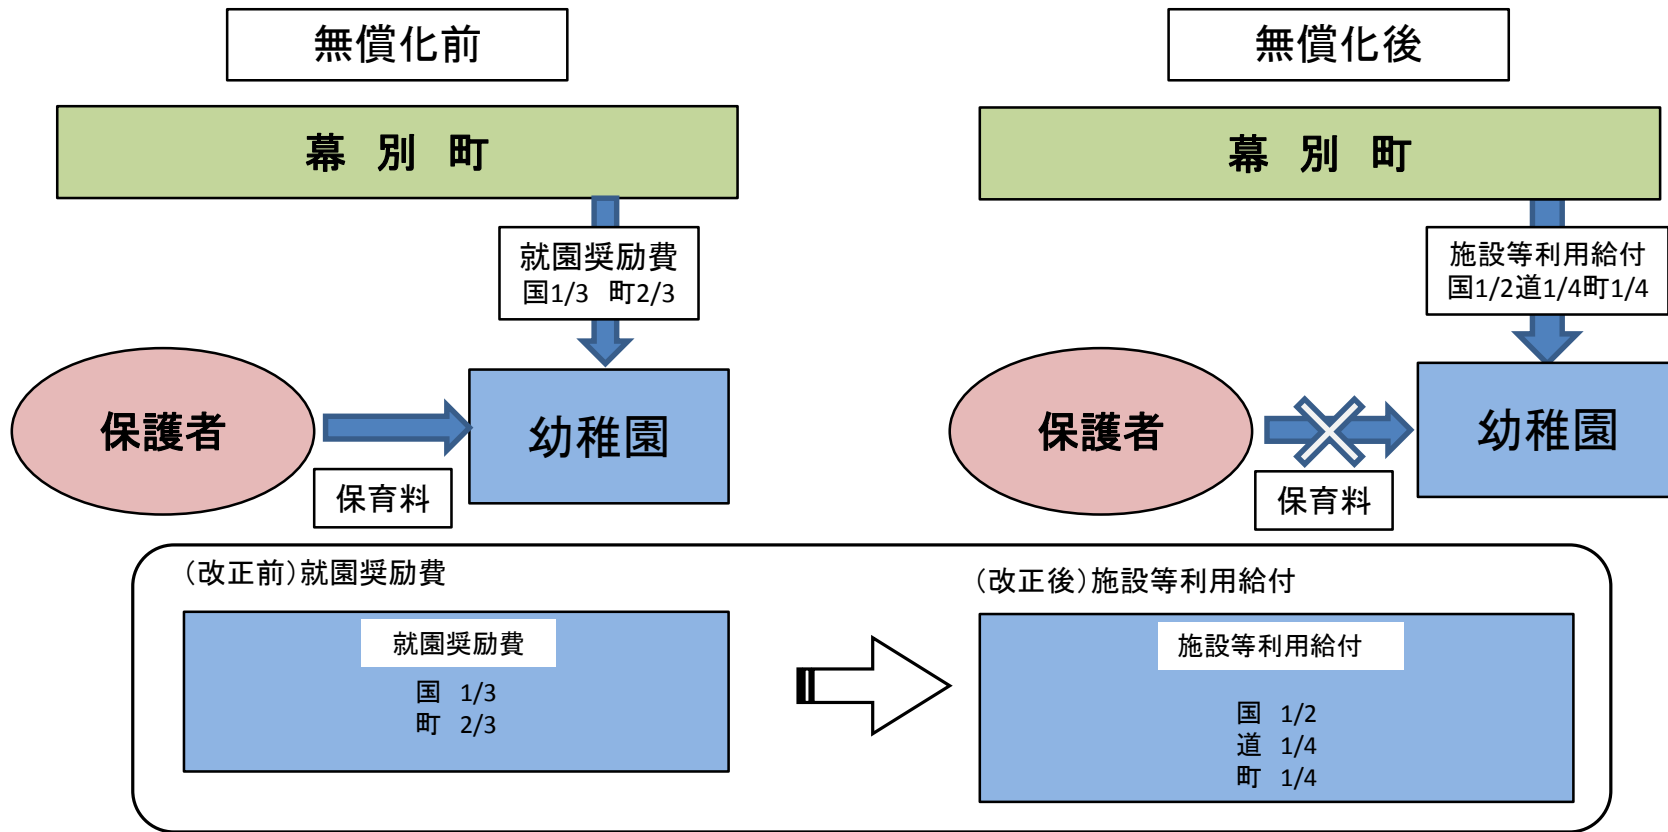 無償化前
幕 別 町
就園奨励費
国1/3 町2/3
保護者
幼稚園
保育料
無償化後
幕 別 町
施設等利用給付
国1/2道1/4町1/4
保護者
幼稚園
保育料
(改正前)就園奨励費
就園奨励費
国 1/3
町 2/3
(改正後)施設等利用給付
施設等利用給付
国 1/2
道 1/4
町 1/4